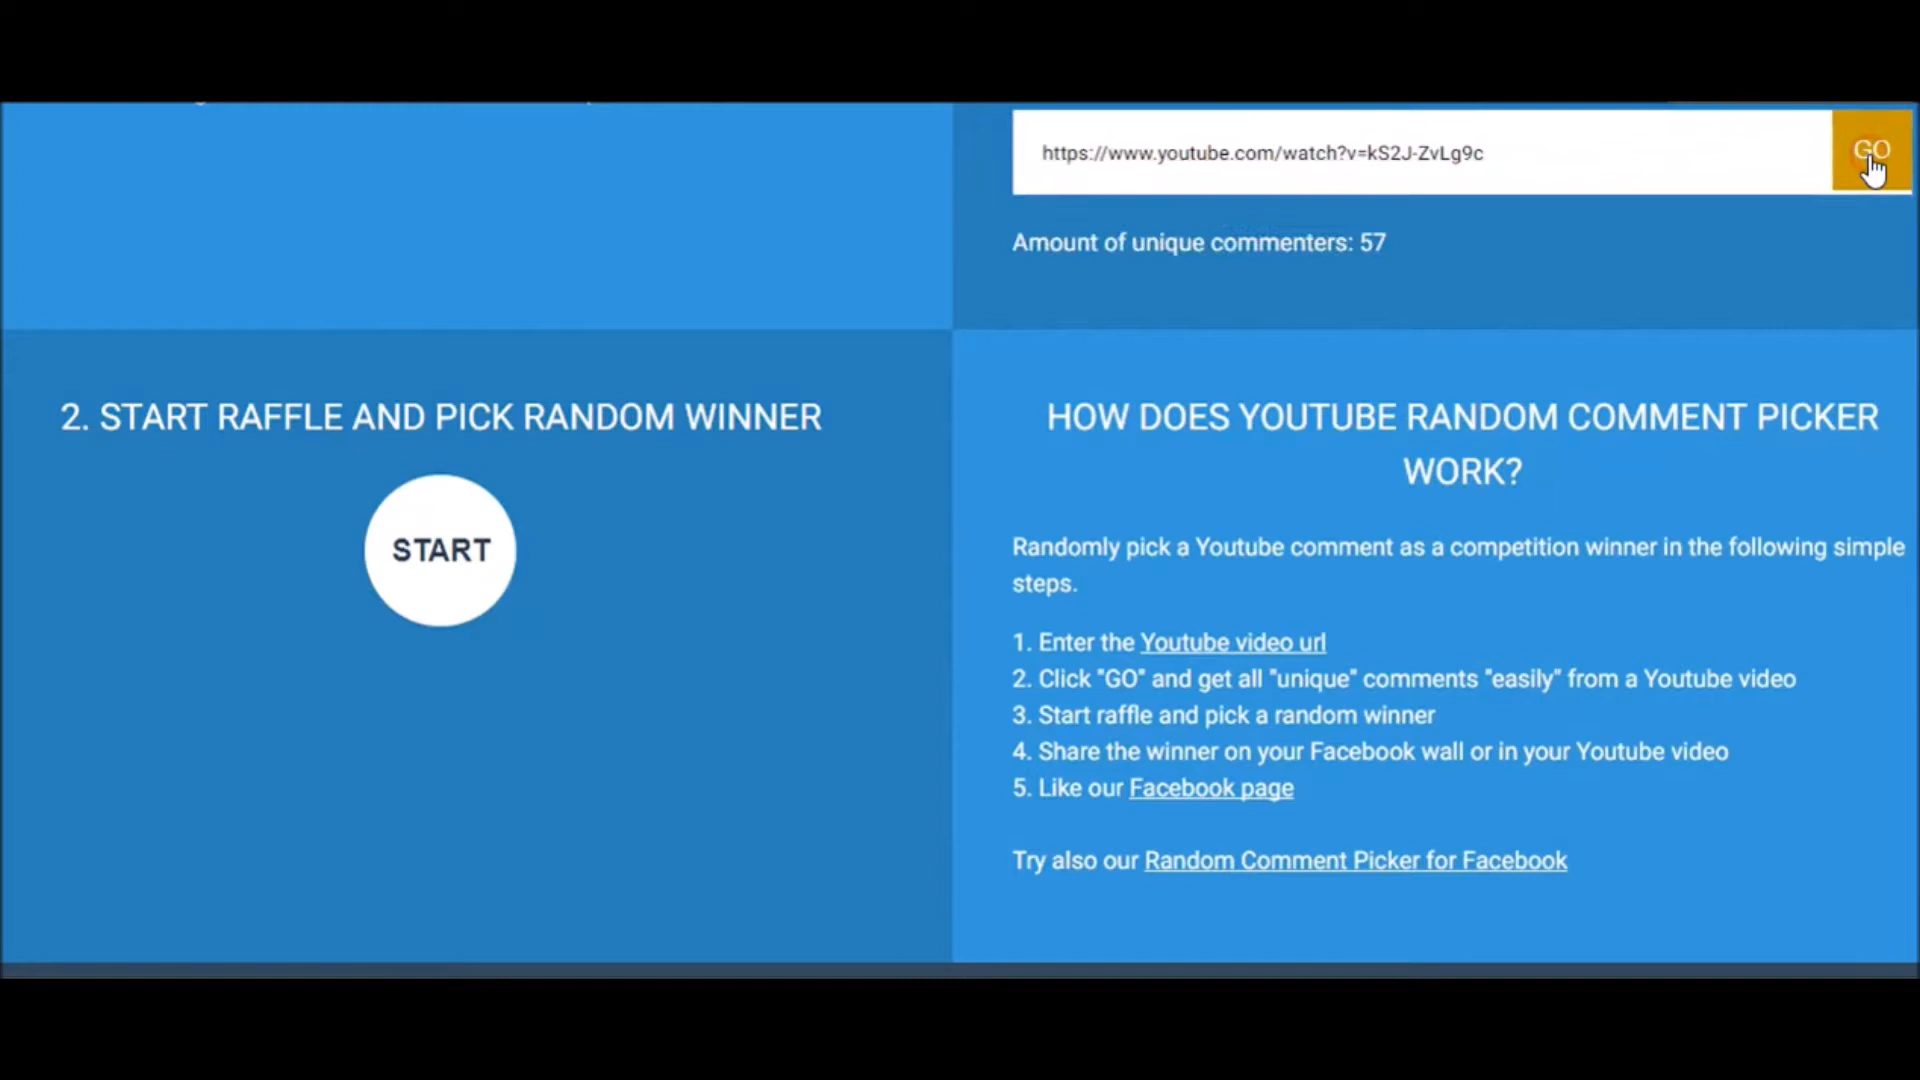 https://www.youtube.com/watch?v=kS2J-ZvLg9c
GO
Amount of unique commenters: 57
2. START RAFFLE AND PICK RANDOM WINNER
START
HOW DOES YOUTUBE RANDOM COMMENT PICKER
WORK?
Randomly pick a Youtube comment as a competition winner in the following simple
steps.
1. Enter the Youtube video url
2. Click "GO" and get all "unique" comments "easily" from a Youtube video
3. Start raffle and pick a random winner
4. Share the winner on your Facebook wall or in your Youtube video
5. Like our Facebook page
Try also our Random Comment Picker for Facebook